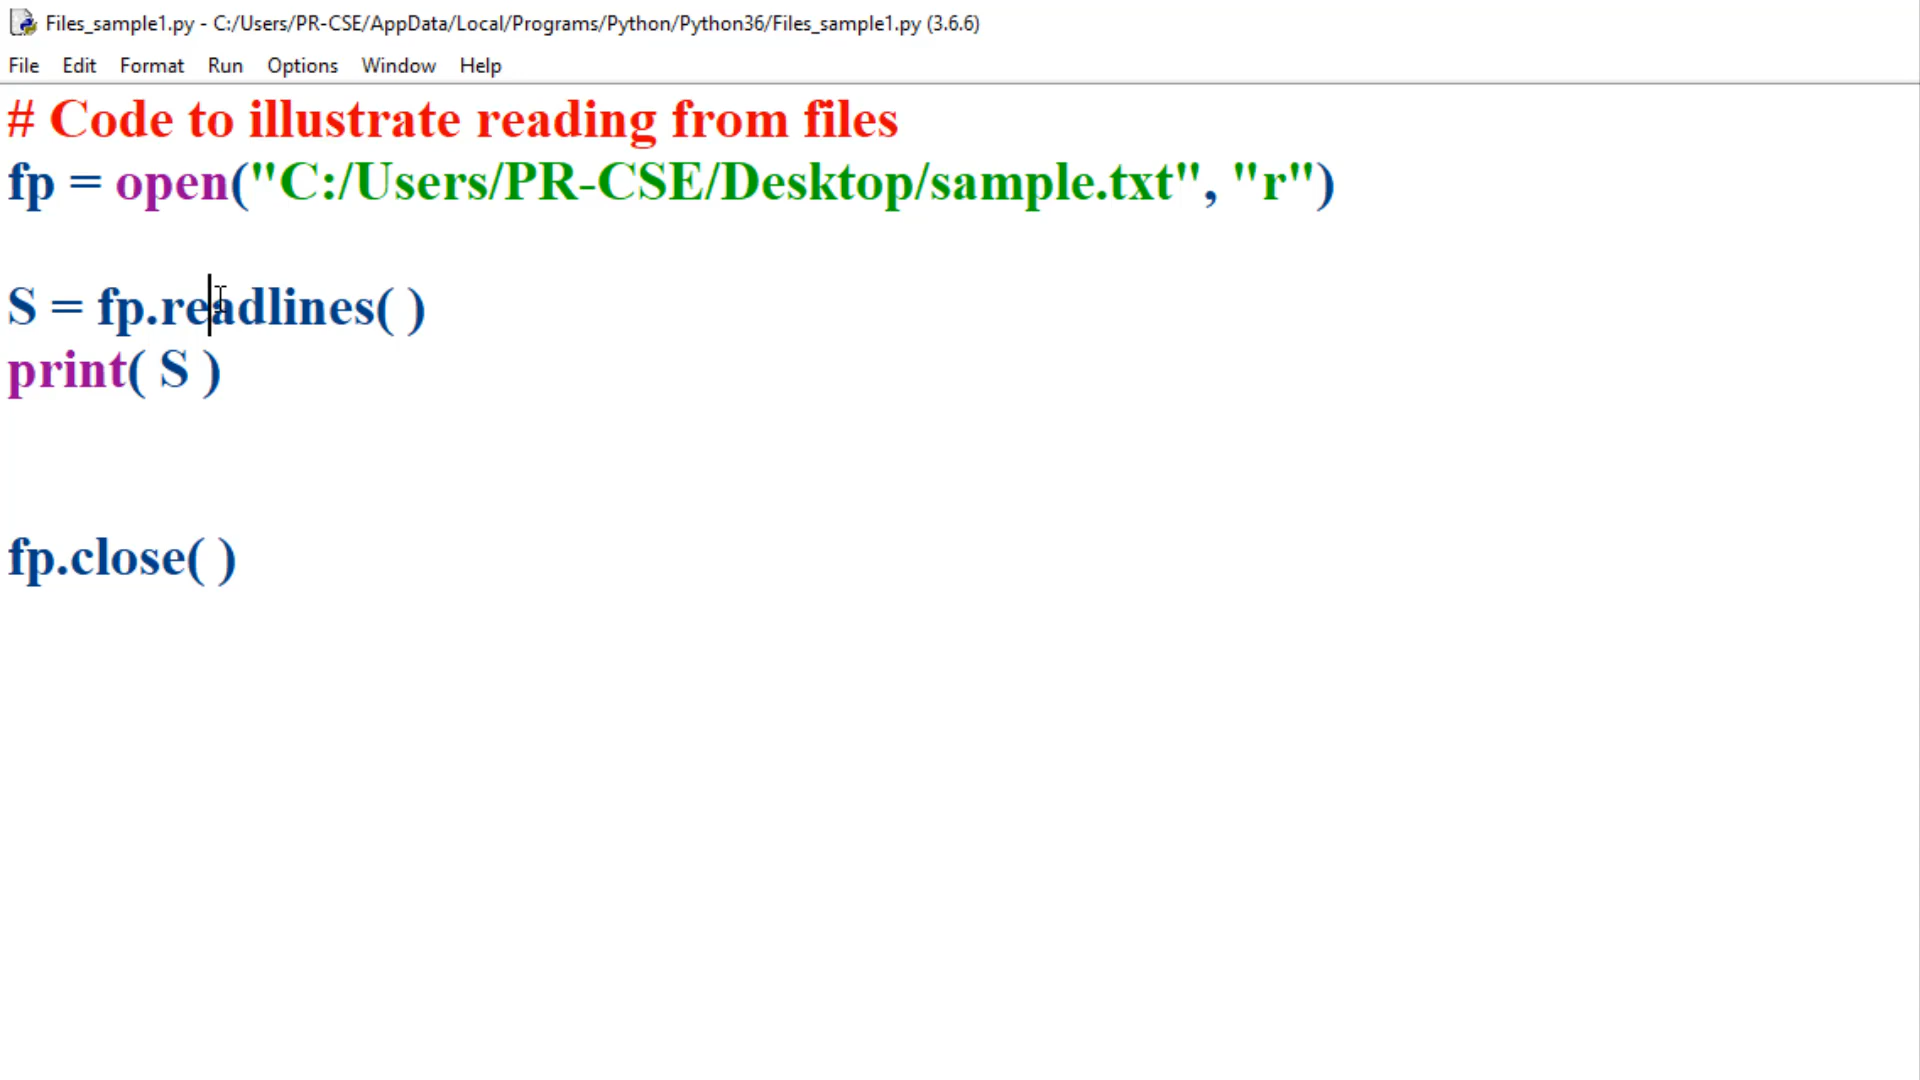 Files_sample1.py - C:/Users/PR-CSE/AppData/Local/Programs/Python/Python36/Files_sample1.py (3.6.6)
File Edit Format Run Options Window Help
# Code to illustrate reading from files
fp = open("C:/Users/PR-CSE/Desktop/sample.txt", "r")
S = fp.readlines( )
print( S )
fp.close( )